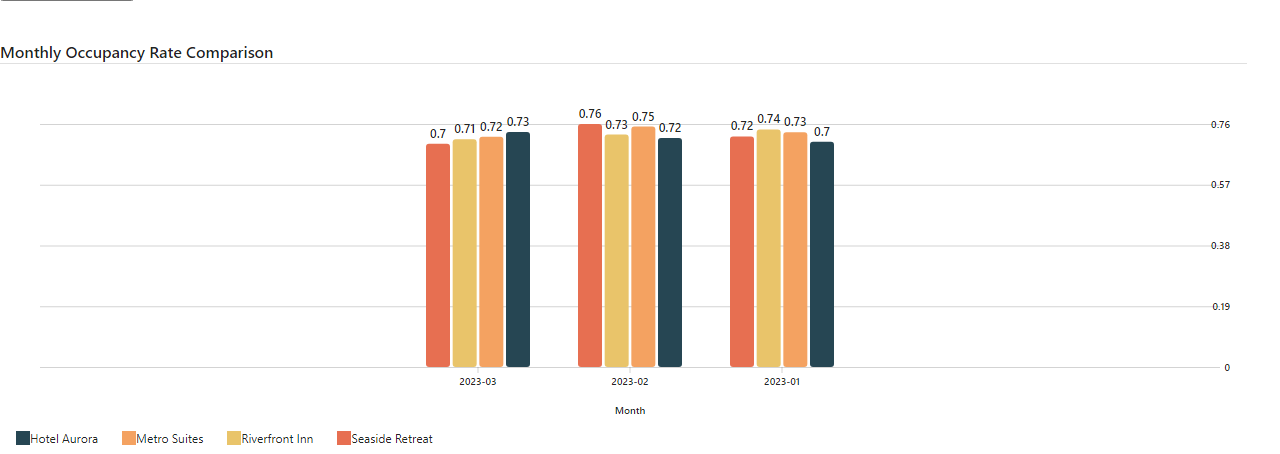 Monthly Occupancy Rate Comparison
0.7 0.71 0.72 0.73 0.76 0.73 0.75 0.72 0.72 0.74 0.73 0.7
0.76
0.57
0.38
0.19
0
2023-03 2023-02 2023-01
Month
Hotel Aurora Metro Suites Riverfront Inn Seaside Retreat